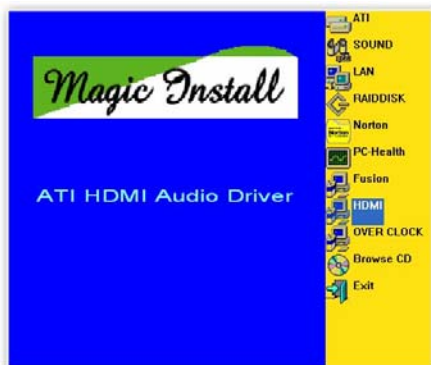 Magic Install
ATI HDMI Audio Driver
ATI
SOUND
LAN
RAIDDISK
Norton
PC-Health
Fusion
HDMI
OVER CLOCK
Browse CD
Exit